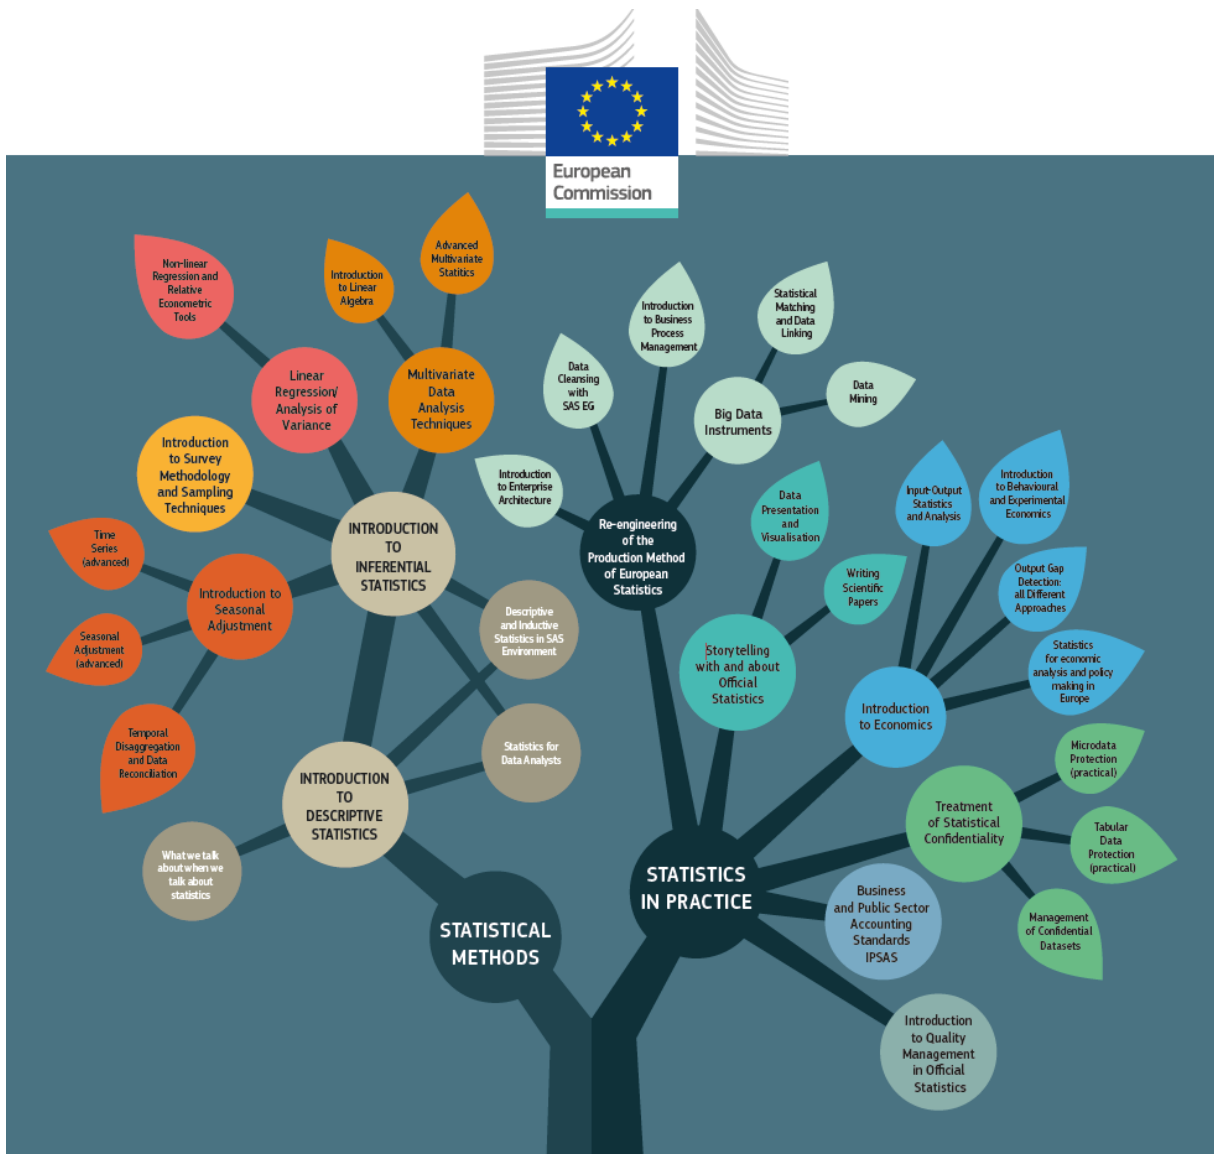 European
Commission
Non-linear
Regression and
Relative
Econometric
Tools
Introduction
to Linear
Algebra
Advanced
Multivariate
Statitics
Linear
Regression/
Analysis of
Variance
Multivariate
Data
Analysis
Techniques
Introduction
to Survey
Methodology
and Sampling
Techniques
Time
Series
(advanced)
Introduction to
Seasonal
Adjustment
Seasonal
Adjustment
(advanced)
Temporal
Disaggregation
and Data
Reconciliation
INTRODUCTION
TO
INFERENTIAL
STATISTICS
Descriptive
and Inductive
Statistics in SAS
Environment
Statistics for
Data Analysts
INTRODUCTION
TO
DESCRIPTIVE
STATISTICS
What we talk
about when we
talk about
statistics
STATISTICAL
METHODS
Data
Cleansing
with
SAS EG
Introduction
to Business
Process
Management
Statistical
Matching
and Data
Linking
Data
Mining
Big Data
Instruments
Introduction
to Enterprise
Architecture
Re-engineering
of the
Production Method
of European
Statistics
Data
Presentation
and
Visualisation
Writing
Scientific
Papers
Storytelling
with and about
Official
Statistics
Input-Output
Statistics
and Analysis
Introduction
to Behavioural
and Experimental
Economics
Output Gap
Detection:
all Different
Approaches
Statistics
for economic
analysis and policy
making in
Europe
Introduction
to Economics
Microdata
Protection
(practical)
Treatment
of Statistical
Confidentiality
Tabular
Data
Protection
(practical)
Management
of Confidential
Datasets
STATISTICS
IN PRACTICE
Business
and Public Sector
Accounting
Standards
IPSAS
Introduction
to Quality
Management
in Official
Statistics